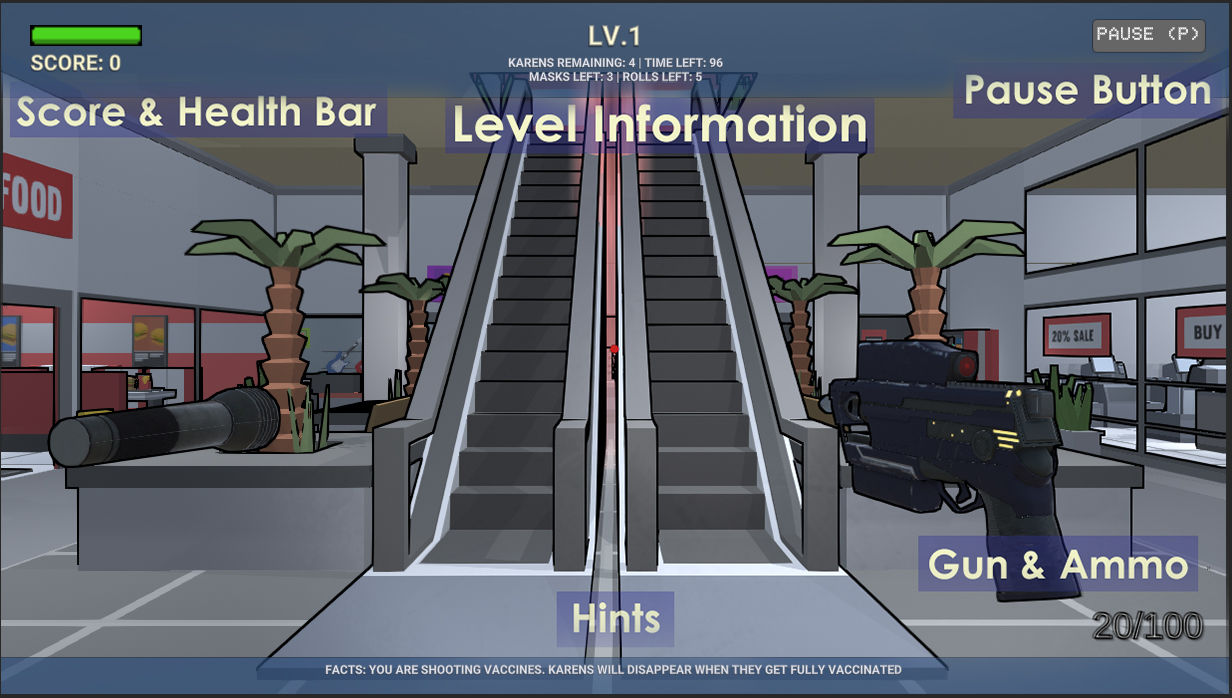 LV.1
PAUSE (P)
SCORE: 0
KARENS REMAINING: 4 | TIME LEFT: 96
MASKS LEFT: 3 | ROLLS LEFT: 5
Score & Health Bar
Level Information
Pause Button
FOOD
20% SALE
BUY
Gun & Ammo
Hints
20/100
FACTS: YOU ARE SHOOTING VACCINES. KARENS WILL DISAPPEAR WHEN THEY GET FULLY VACCINATED